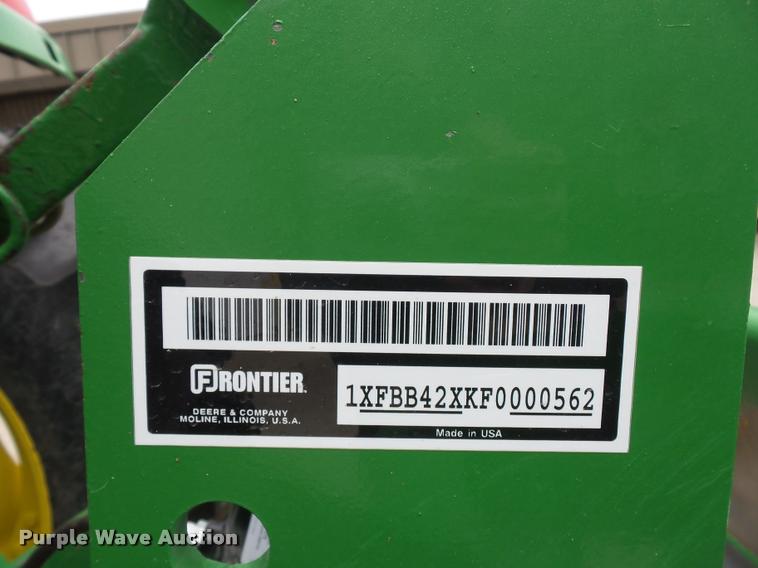 FRONTIER
DEERE & COMPANY
MOLINE, ILLINOIS, U.S.A.
1XFBB42XKF0000562
Made in USA
Purple Wave Auction